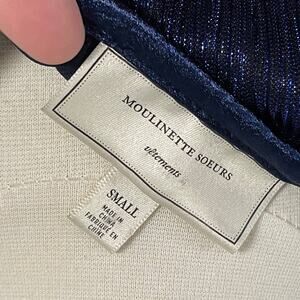 MOULINETTE SOEURS
vêtements
SMALL
MADE IN
CHINA
FABRIQUÉ EN
CHINE